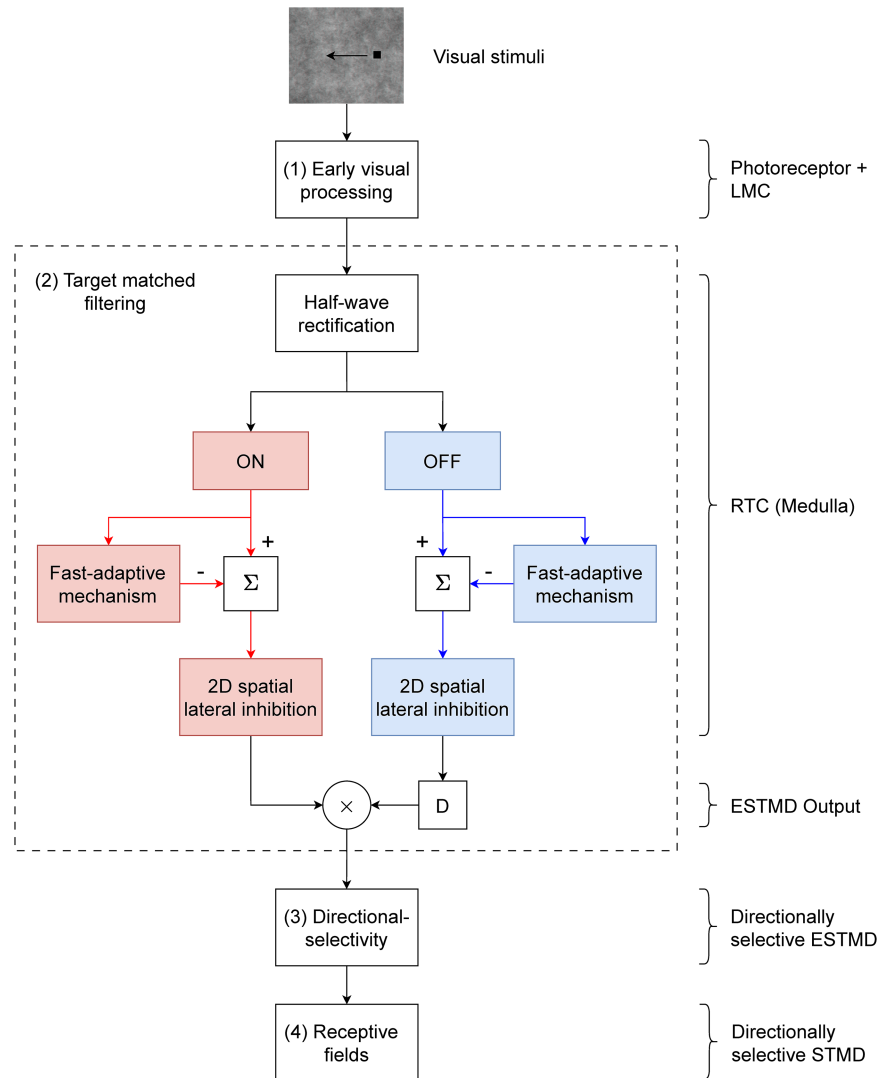 Visual stimuli
(1) Early visual
processing
Photoreceptor +
LMC
(2) Target matched
filtering
Half-wave
rectification
ON
OFF
RTC (Medulla)
+
+
-
-
Fast-adaptive
mechanism
Σ
Σ
Fast-adaptive
mechanism
2D spatial
lateral inhibition
2D spatial
lateral inhibition
×
D
ESTMD Output
(3) Directional-
selectivity
Directionally
selective ESTMD
(4) Receptive
fields
Directionally
selective STMD